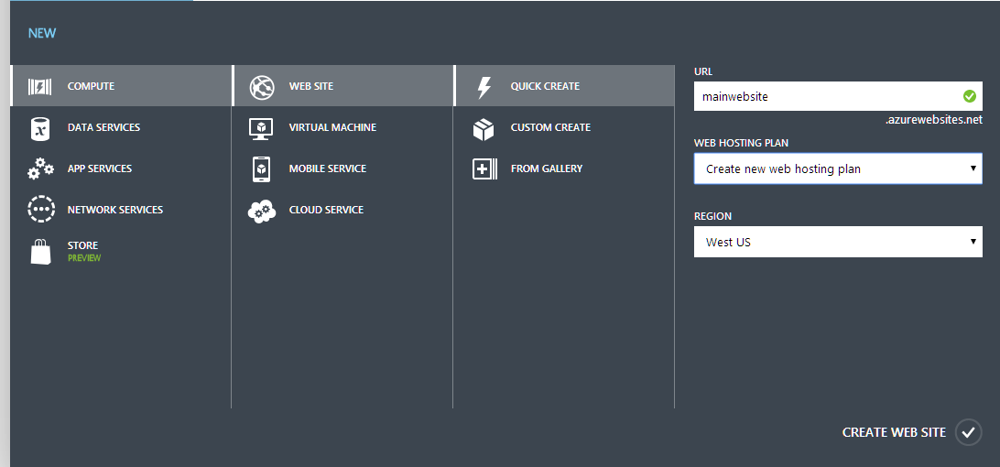 NEW
COMPUTE
DATA SERVICES
APP SERVICES
NETWORK SERVICES
STORE
PREVIEW
WEB SITE
VIRTUAL MACHINE
MOBILE SERVICE
CLOUD SERVICE
QUICK CREATE
CUSTOM CREATE
FROM GALLERY
URL
mainwebsite
.azurewebsites.net
WEB HOSTING PLAN
Create new web hosting plan
REGION
West US
CREATE WEB SITE